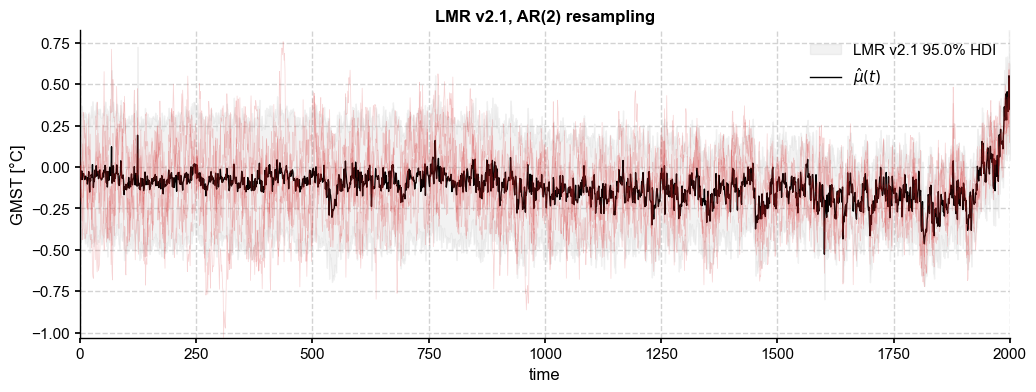 LMR v2.1, AR(2) resampling
LMR v2.1 95.0% HDI
μ̂(t)
GMST [°C]
0.75
0.50
0.25
0.00
−0.25
−0.50
−0.75
−1.00
0 250 500 750 1000 1250 1500 1750 2000
time